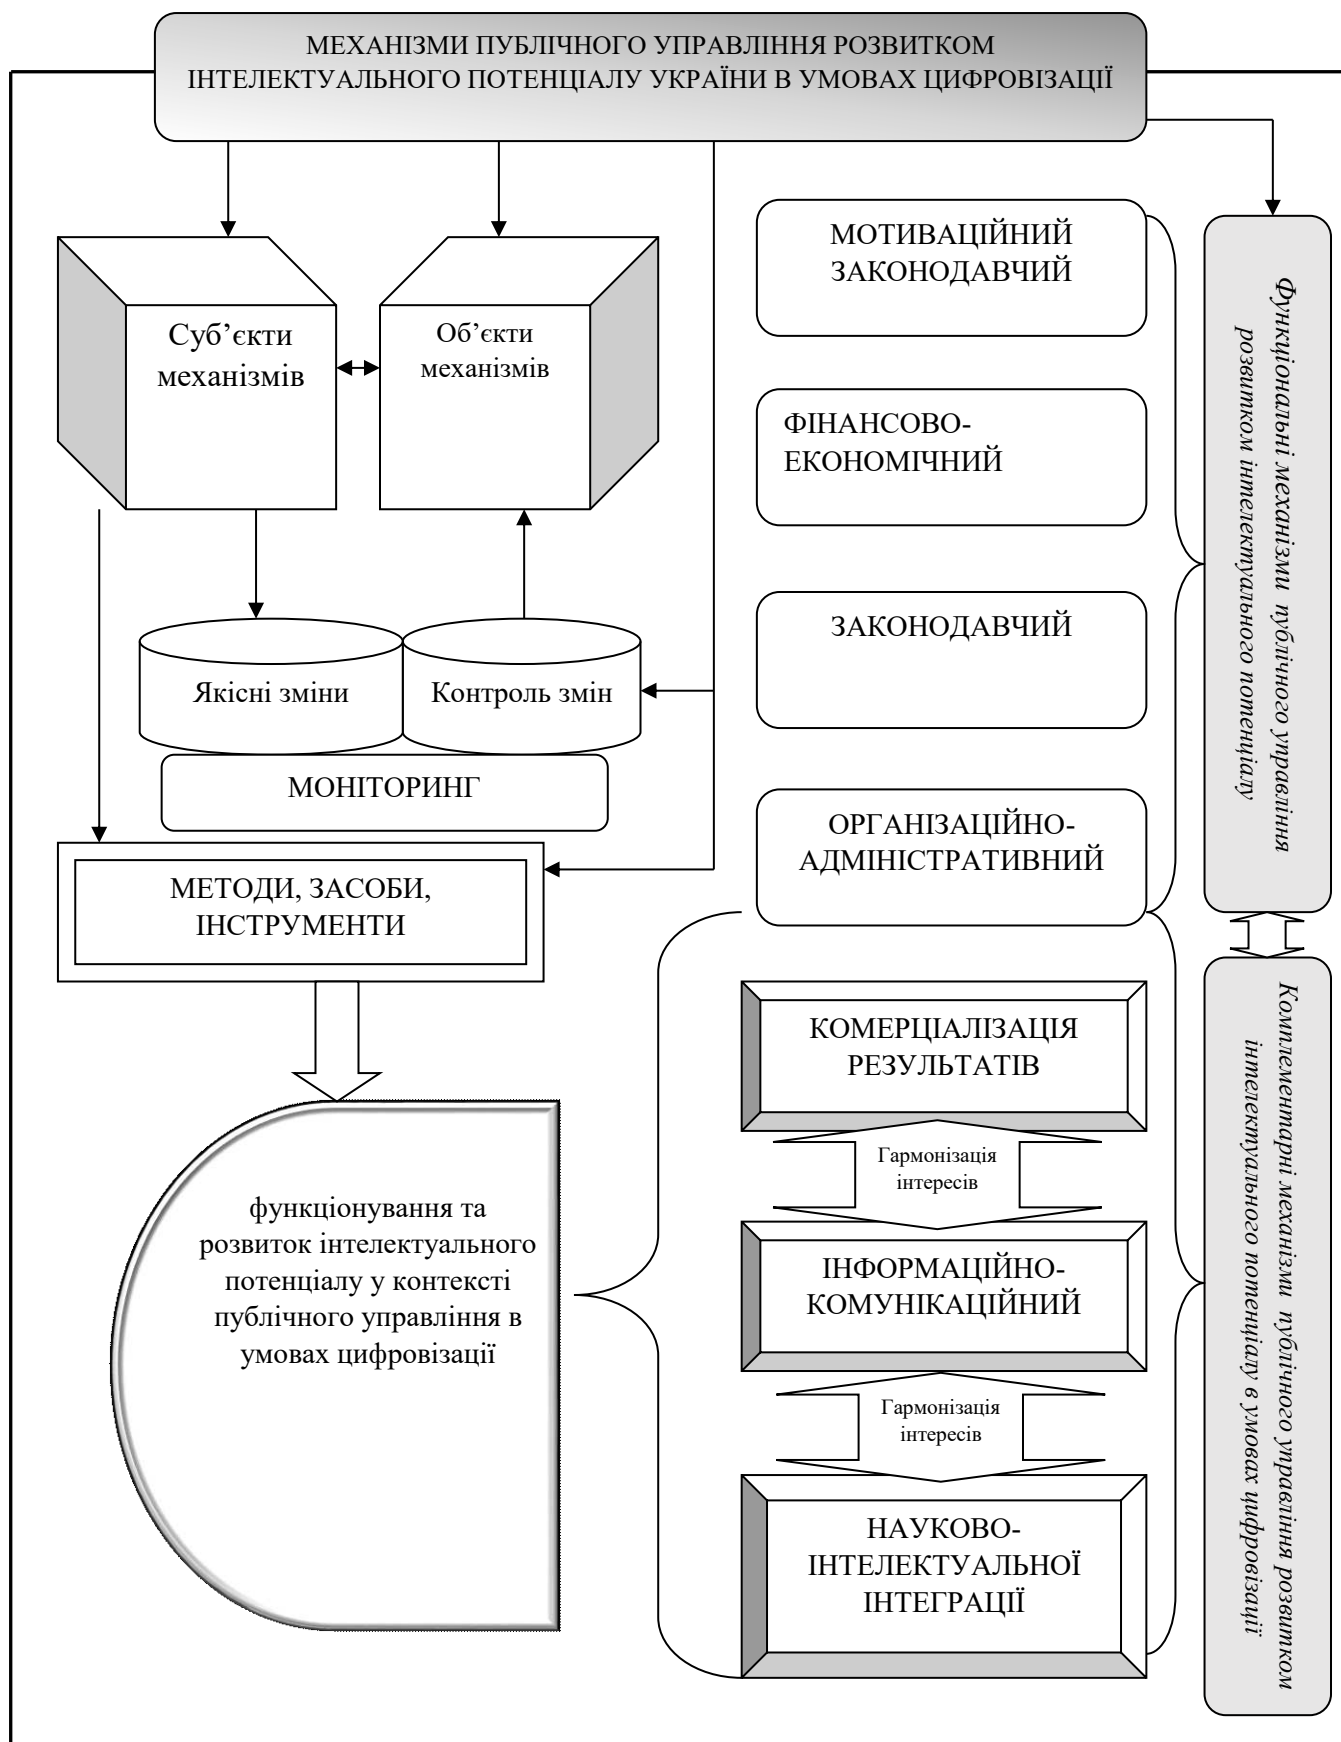 МЕХАНІЗМИ ПУБЛІЧНОГО УПРАВЛІННЯ РОЗВИТКОМ
ІНТЕЛЕКТУАЛЬНОГО ПОТЕНЦІАЛУ УКРАЇНИ В УМОВАХ ЦИФРОВІЗАЦІЇ
Суб’єкти
механізмів
Об’єкти
механізмів
Якісні зміни
Контроль змін
МОНІТОРИНГ
МЕТОДИ, ЗАСОБИ,
ІНСТРУМЕНТИ
функціонування та
розвиток інтелектуального
потенціалу у контексті
публічного управління в
умовах цифровізації
МОТИВАЦІЙНИЙ
ЗАКОНОДАВЧИЙ
ФІНАНСОВО-
ЕКОНОМІЧНИЙ
ЗАКОНОДАВЧИЙ
ОРГАНІЗАЦІЙНО-
АДМІНІСТРАТИВНИЙ
КОМЕРЦІАЛІЗАЦІЯ
РЕЗУЛЬТАТІВ
Гармонізація
інтересів
ІНФОРМАЦІЙНО-
КОМУНІКАЦІЙНИЙ
Гармонізація
інтересів
НАУКОВО-
ІНТЕЛЕКТУАЛЬНОЇ
ІНТЕГРАЦІЇ
Функціональні механізми публічного управління
розвитком інтелектуального потенціалу
Комплементарні механізми публічного управління розвитком
інтелектуального потенціалу в умовах цифровізації